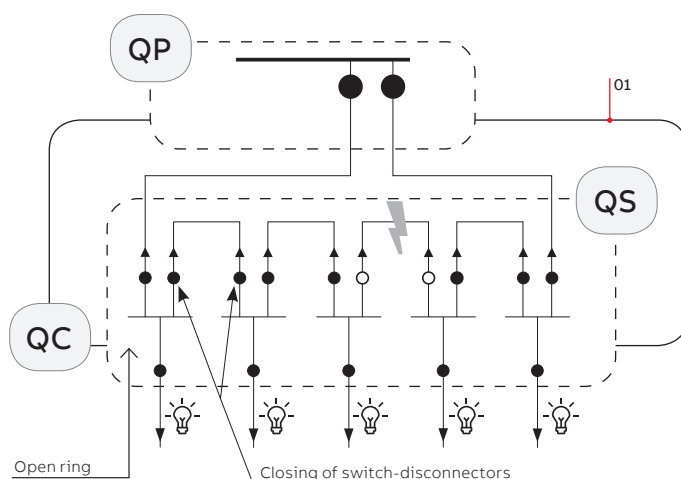 QP
01
QS
QC
Open ring
Closing of switch-disconnectors